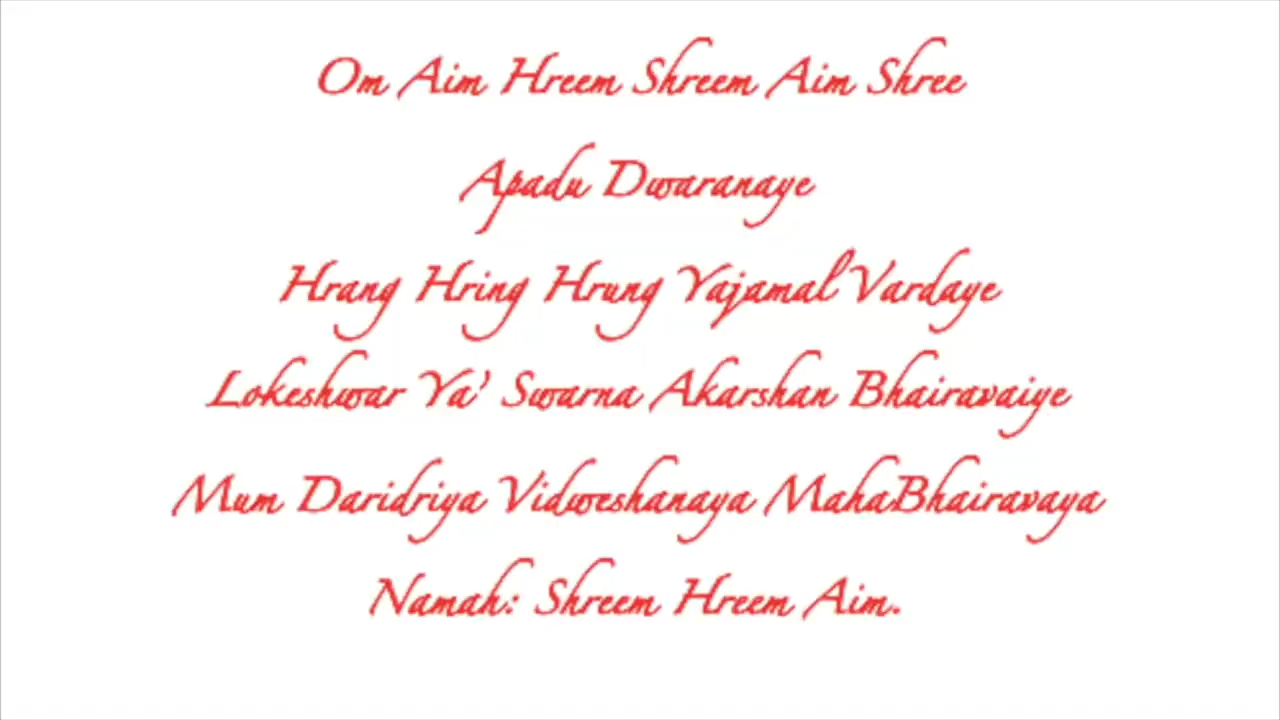 Om Aim Hreem Shreem Aim Shree
Apadu Dwaranaye
Hrang Hring Hrung Yajamal Vardaye
Lokeshwar Ya' Swarna Akarshan Bhairavaiye
Mum Daridriya Vidweshanaya MahaBhairavaya
Namah: Shreem Hreem Aim.